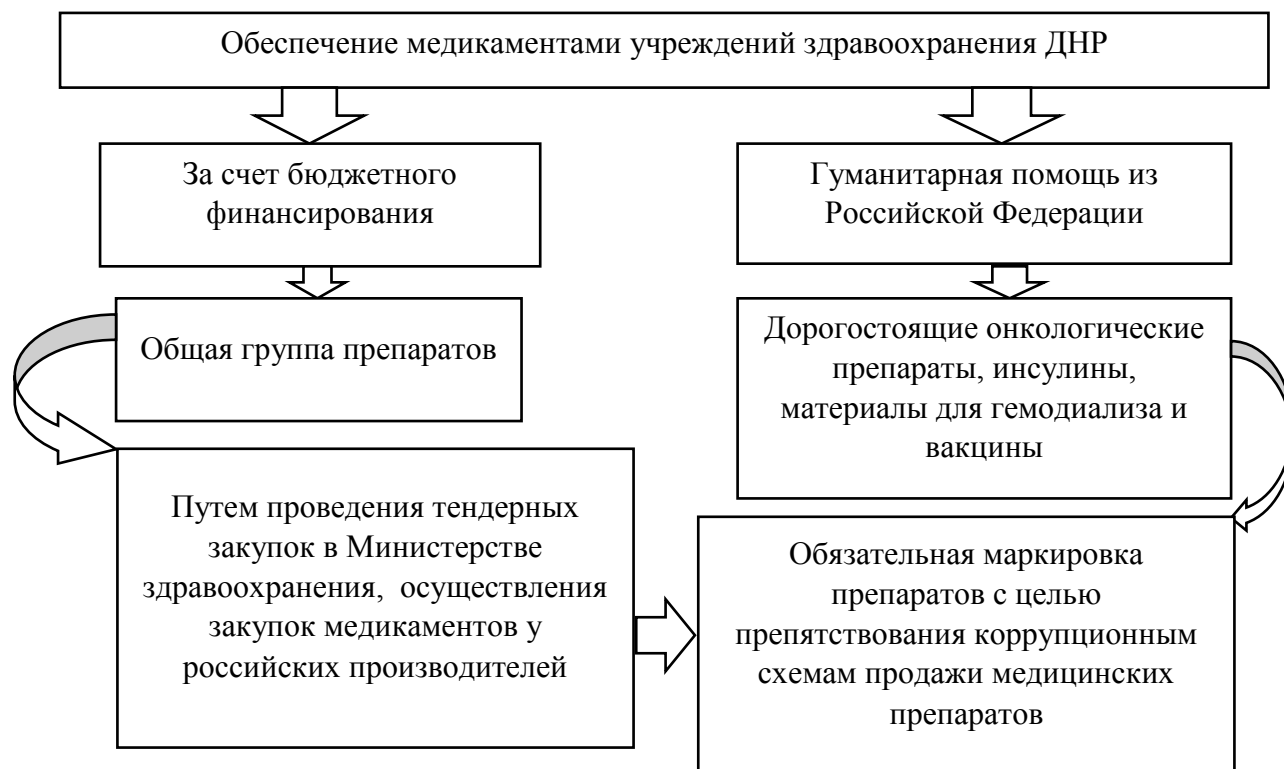 Обеспечение медикаментами учреждений здравоохранения ДНР
За счет бюджетного
финансирования
Гуманитарная помощь из
Российской Федерации
Общая группа препаратов
Дорогостоящие онкологические
препараты, инсулины,
материалы для гемодиализа и
вакцины
Путем проведения тендерных
закупок в Министерстве
здравоохранения, осуществления
закупок медикаментов у
российских производителей
Обязательная маркировка
препаратов с целью
препятствования коррупционным
схемам продажи медицинских
препаратов